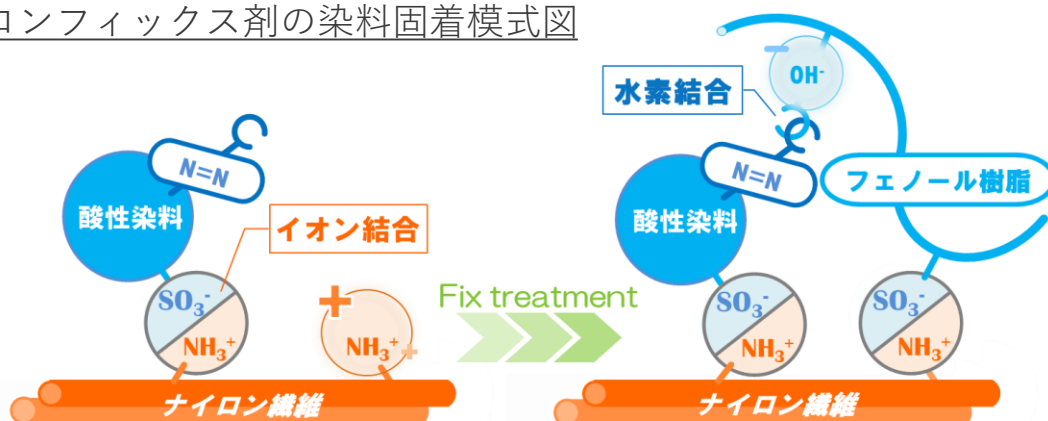 ロンフィックス剤の染料固着模式図
N=N
酸性染料
イオン結合
SO₃⁻
NH₃⁺
+
NH₃⁺
+
ナイロン繊維
Fix treatment
−
OH⁻
水素結合
N=N
フェノール樹脂
酸性染料
SO₃⁻
NH₃⁺
SO₃⁻
NH₃⁺
ナイロン繊維